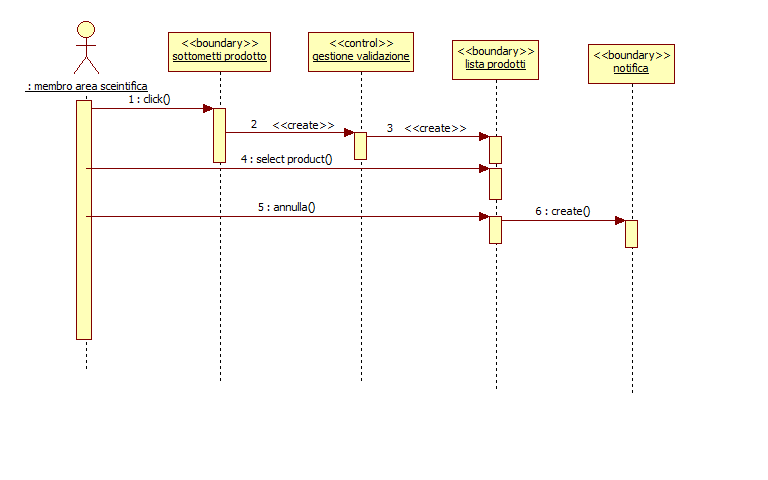 <<boundary>>
sottometti prodotto
<<control>>
gestione validazione
<<boundary>>
lista prodotti
<<boundary>>
notifica
: membro area sceintifica
1 : click()
2 <<create>>
3 <<create>>
4 : select product()
5 : annulla()
6 : create()